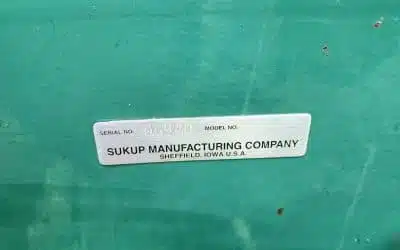 SERIAL NO. MODEL NO.
SUKUP MANUFACTURING COMPANY
SHEFFIELD, IOWA U.S.A.